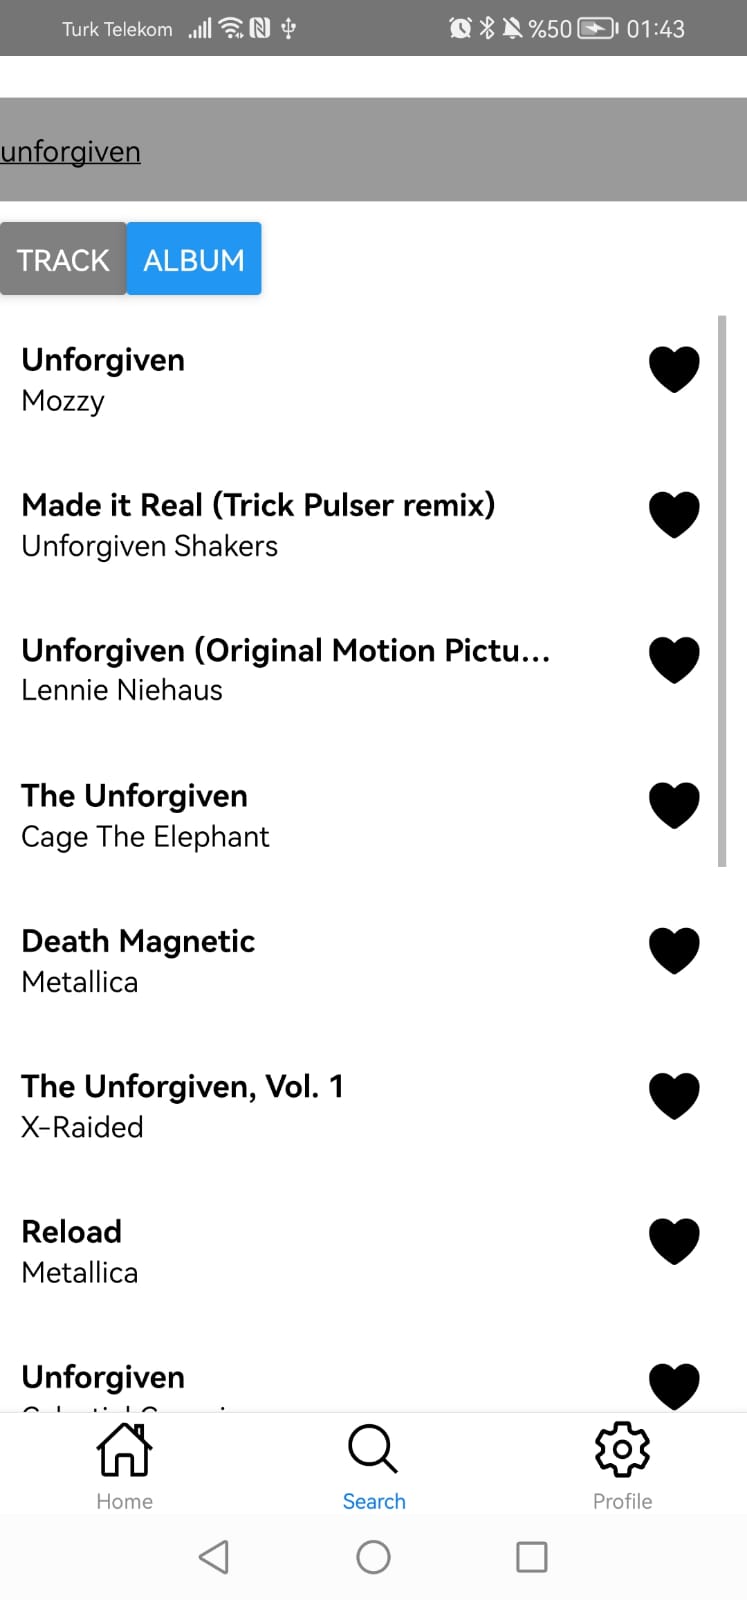 Turk Telekom %50 01:43
unforgiven
TRACK ALBUM
Unforgiven
Mozzy
Made it Real (Trick Pulser remix)
Unforgiven Shakers
Unforgiven (Original Motion Pictu...
Lennie Niehaus
The Unforgiven
Cage The Elephant
Death Magnetic
Metallica
The Unforgiven, Vol. 1
X-Raided
Reload
Metallica
Unforgiven
Home Search Profile